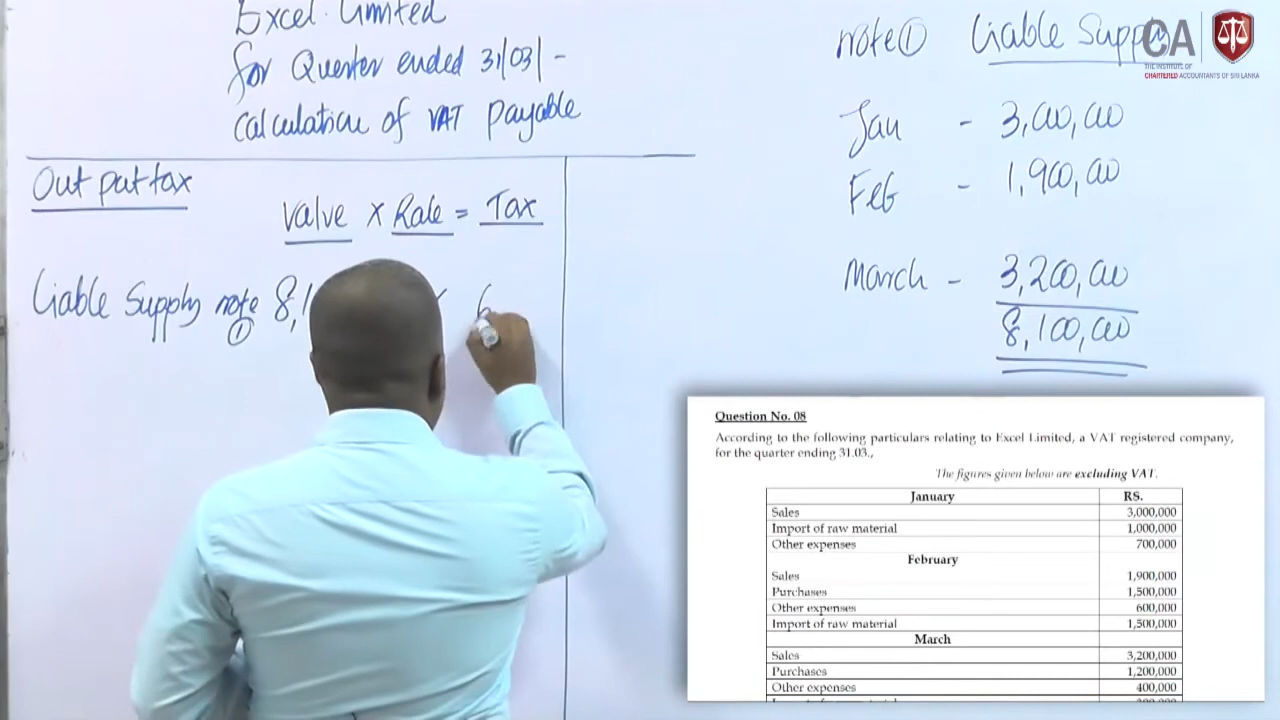 Excel Limited
for Querter ended 31/03/-
Calculation of VAT payable
Out put tax
Value × Rate = Tax
Liable Supply note 8,1
①
6
note① Liable Supply
Jan - 3,000,000
Feb - 1,900,000
March - 3,200,000
8,100,000
CA
THE INSTITUTE OF
CHARTERED ACCOUNTANTS OF SRI LANKA
Question No. 08
According to the following particulars relating to Excel Limited, a VAT registered company,
for the quarter ending 31.03.,
The figures given below are excluding VAT.
January RS.
Sales 3,000,000
Import of raw material 1,000,000
Other expenses 700,000
February
Sales 1,900,000
Purchases 1,500,000
Other expenses 600,000
Import of raw material 1,500,000
March
Sales 3,200,000
Purchases 1,200,000
Other expenses 400,000